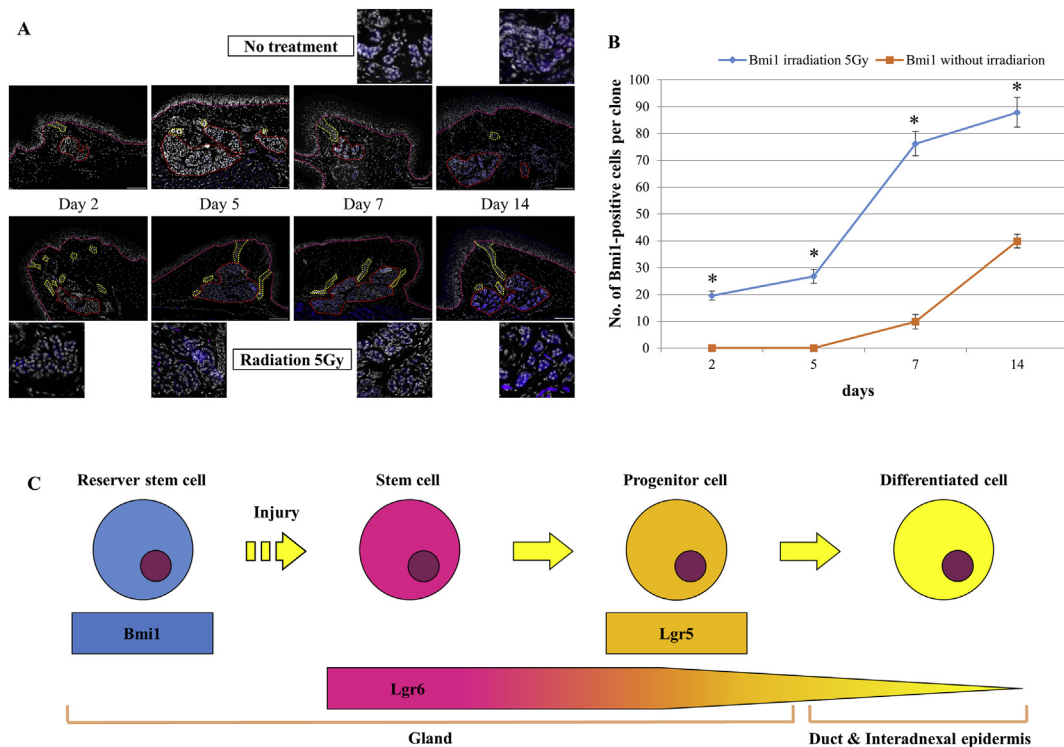 A
No treatment
Day 2
Day 5
Day 7
Day 14
Radiation 5Gy
B
Bmi1 irradiation 5Gy
Bmi1 without irradiarion
No. of Bmi1-positive cells per clone
100
90
80
70
60
50
40
30
20
10
0
*
*
*
*
2
5
7
14
days
C
Reserver stem cell
Stem cell
Progenitor cell
Differentiated cell
Injury
Bmi1
Lgr5
Lgr6
Gland
Duct & Interadnexal epidermis